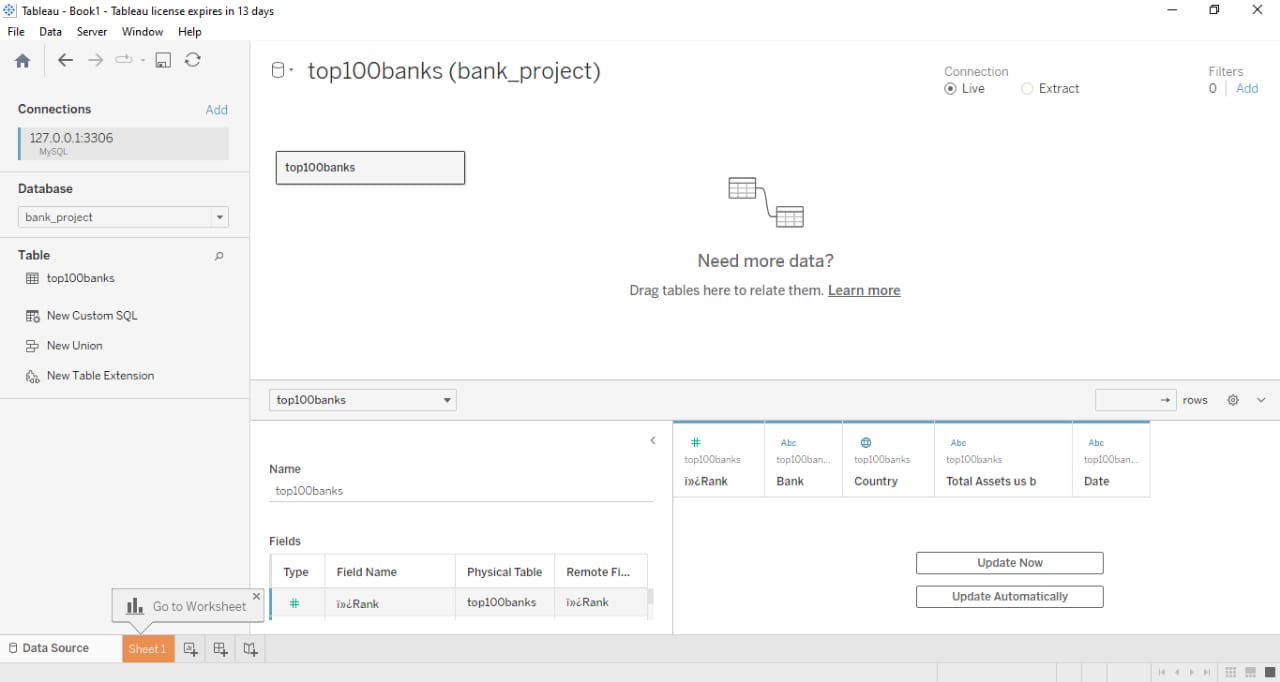 Tableau - Book1 - Tableau license expires in 13 days
File Data Server Window Help
Connections Add
127.0.0.1:3306
MySQL
Database
bank_project
Table
top100banks
New Custom SQL
New Union
New Table Extension
top100banks (bank_project)
Connection
Live Extract
Filters
0 Add
top100banks
Need more data?
Drag tables here to relate them. Learn more
top100banks
rows
Name
top100banks
Fields
Type Field Name Physical Table Remote Fi...
# ï»¿Rank top100banks ï»¿Rank
# Abc Abc Abc
top100banks top100ban... top100banks top100banks top100ban...
ï»¿Rank Bank Country Total Assets us b Date
Update Now
Update Automatically
Go to Worksheet
Data Source Sheet 1